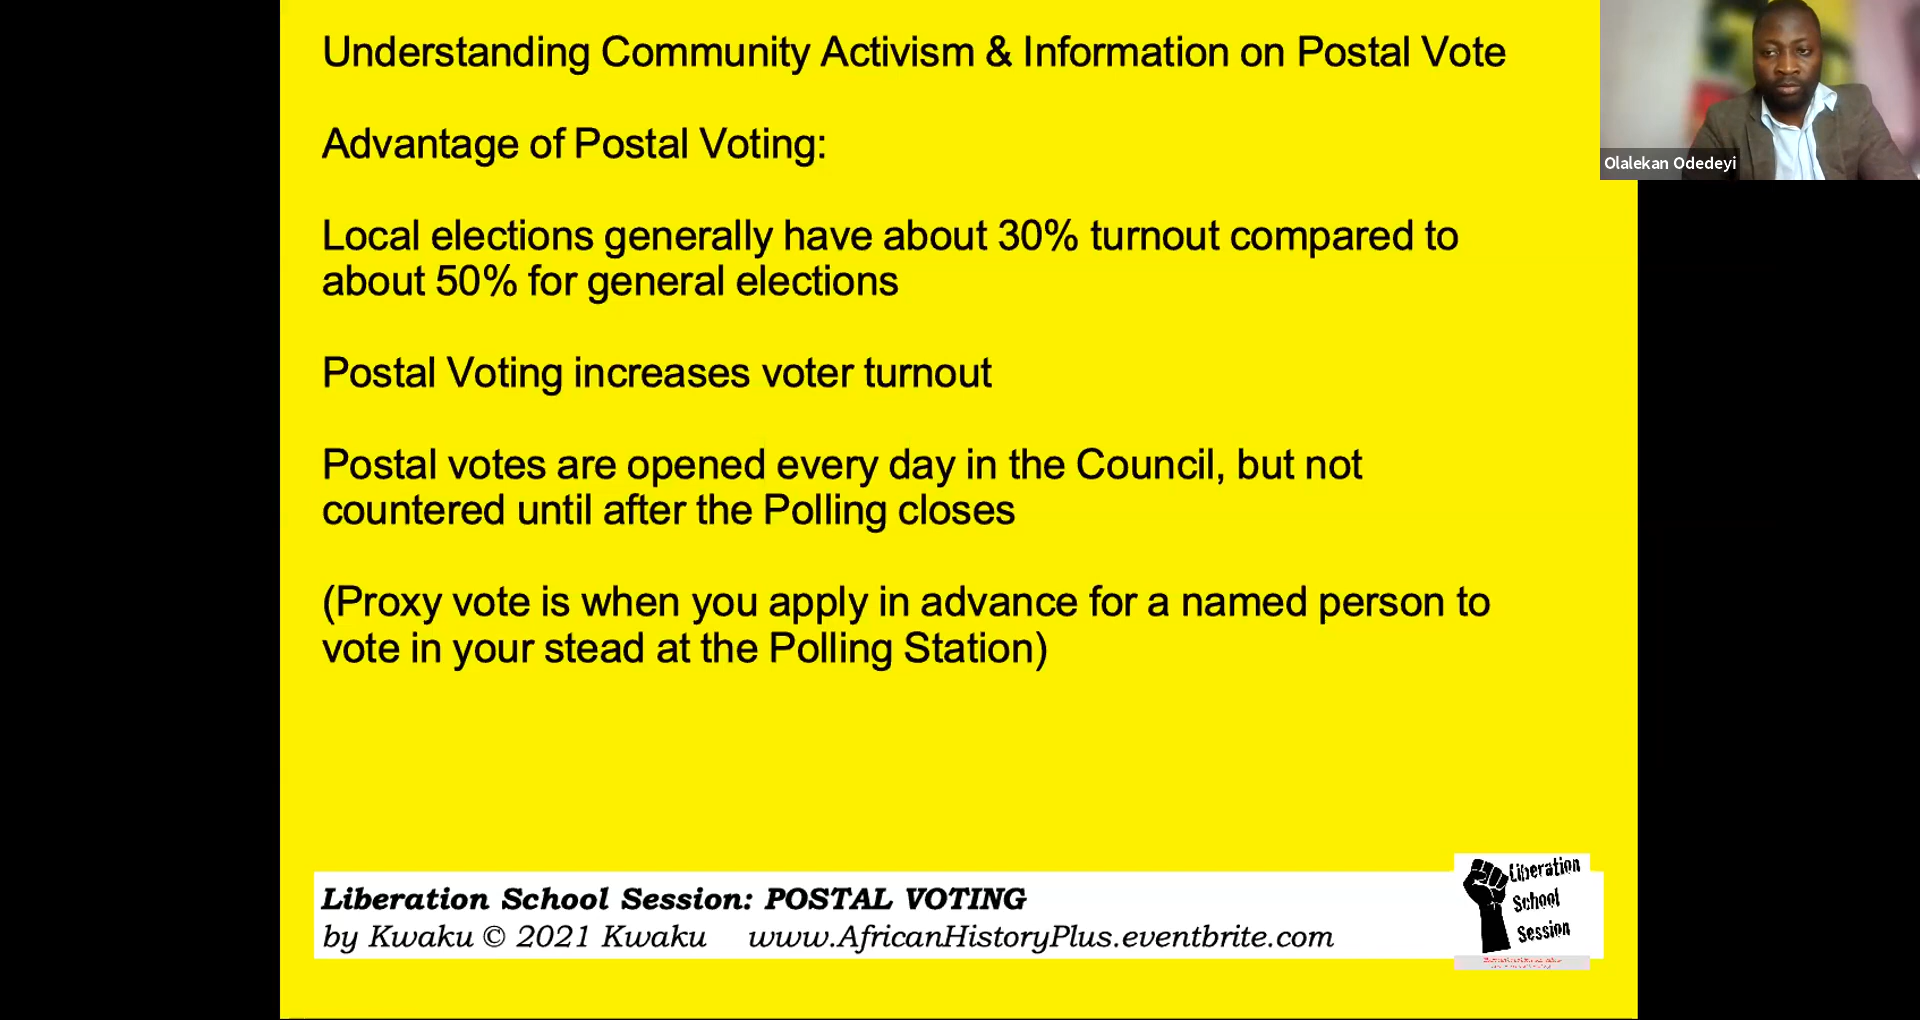 Understanding Community Activism & Information on Postal Vote
Advantage of Postal Voting:
Local elections generally have about 30% turnout compared to
about 50% for general elections
Postal Voting increases voter turnout
Postal votes are opened every day in the Council, but not
countered until after the Polling closes
(Proxy vote is when you apply in advance for a named person to
vote in your stead at the Polling Station)
Olalekan Odedeyi
Liberation School Session: POSTAL VOTING
by Kwaku © 2021 Kwaku www.AfricanHistoryPlus.eventbrite.com
Liberation
School
Session